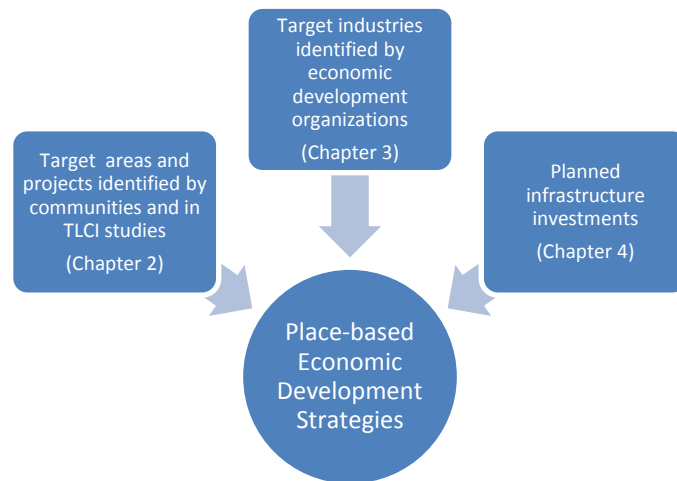 Target industries
identified by
economic
development
organizations
(Chapter 3)
Target areas and
projects identified by
communities and in
TLCI studies
(Chapter 2)
Planned
infrastructure
investments
(Chapter 4)
Place-based
Economic
Development
Strategies